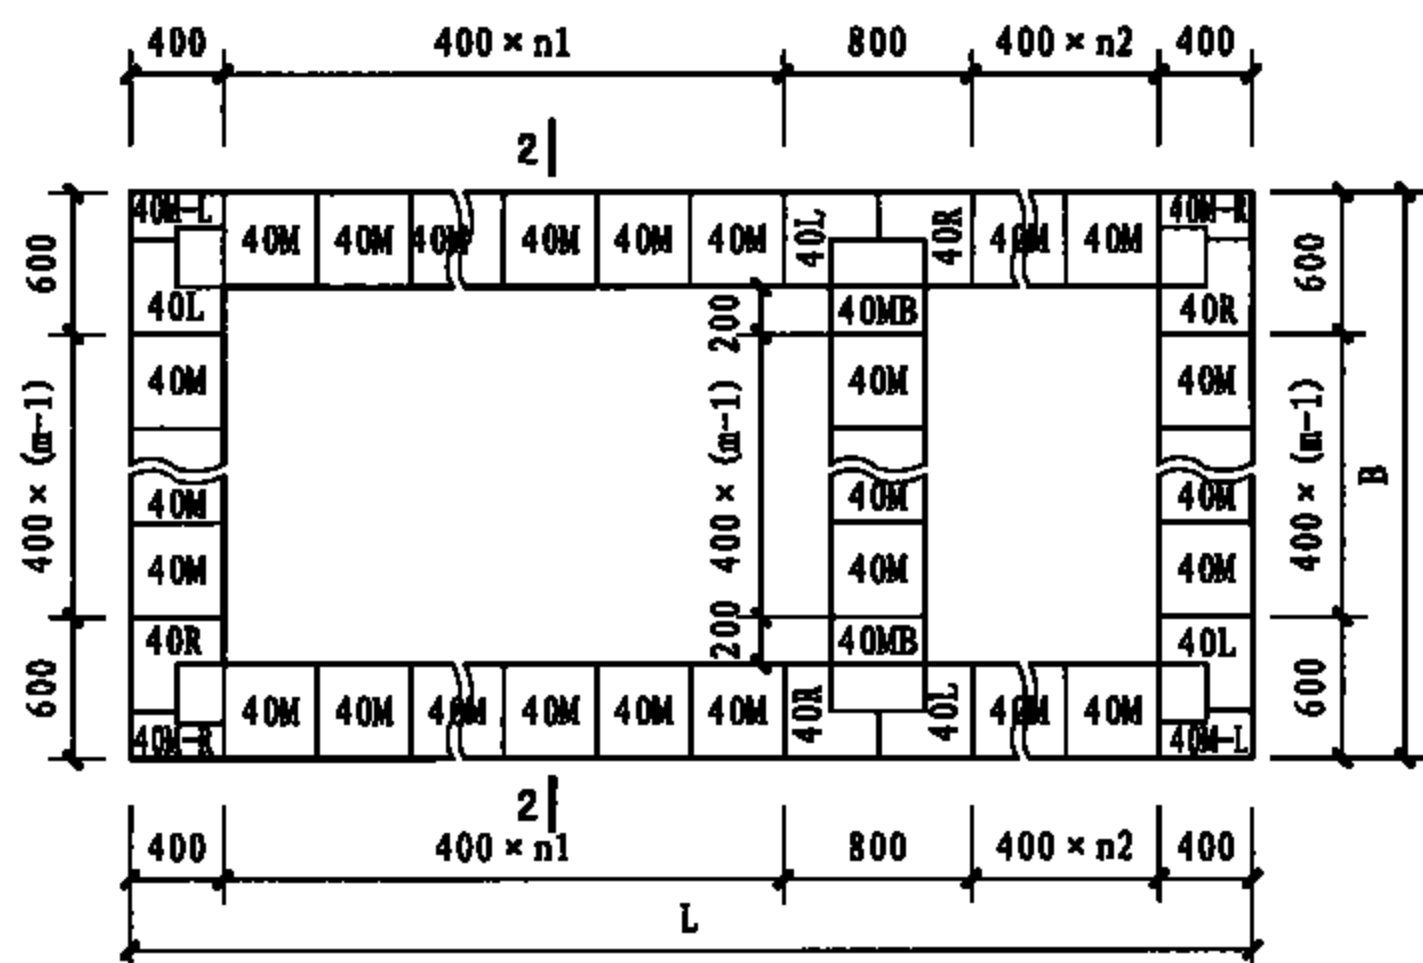 400 400 × n1 800 400 × n2 400
2
40M-L 40M-R
40M 40M 40M 40M 40M 40M 40L 40R 40M 40M
600 200 600
40L 40MB 40R
40M 40M 40M
400 × (m-1) 400 × (m-1) 400 × (m-1) B
40M 40M 40M
40M 40M 40M
40R 40MB 40L
600 200 600
40M 40M 40M 40M 40M 40M 40R 40L 40M 40M
40M-R 40M-L
2
400 400 × n1 800 400 × n2 400
L